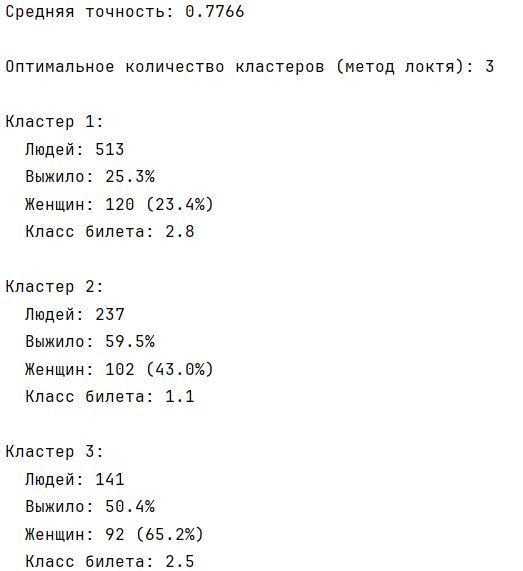 Средняя точность: 0.7766
Оптимальное количество кластеров (метод локтя): 3
Кластер 1:
Людей: 513
Выжило: 25.3%
Женщин: 120 (23.4%)
Класс билета: 2.8
Кластер 2:
Людей: 237
Выжило: 59.5%
Женщин: 102 (43.0%)
Класс билета: 1.1
Кластер 3:
Людей: 141
Выжило: 50.4%
Женщин: 92 (65.2%)
Класс билета: 2.5